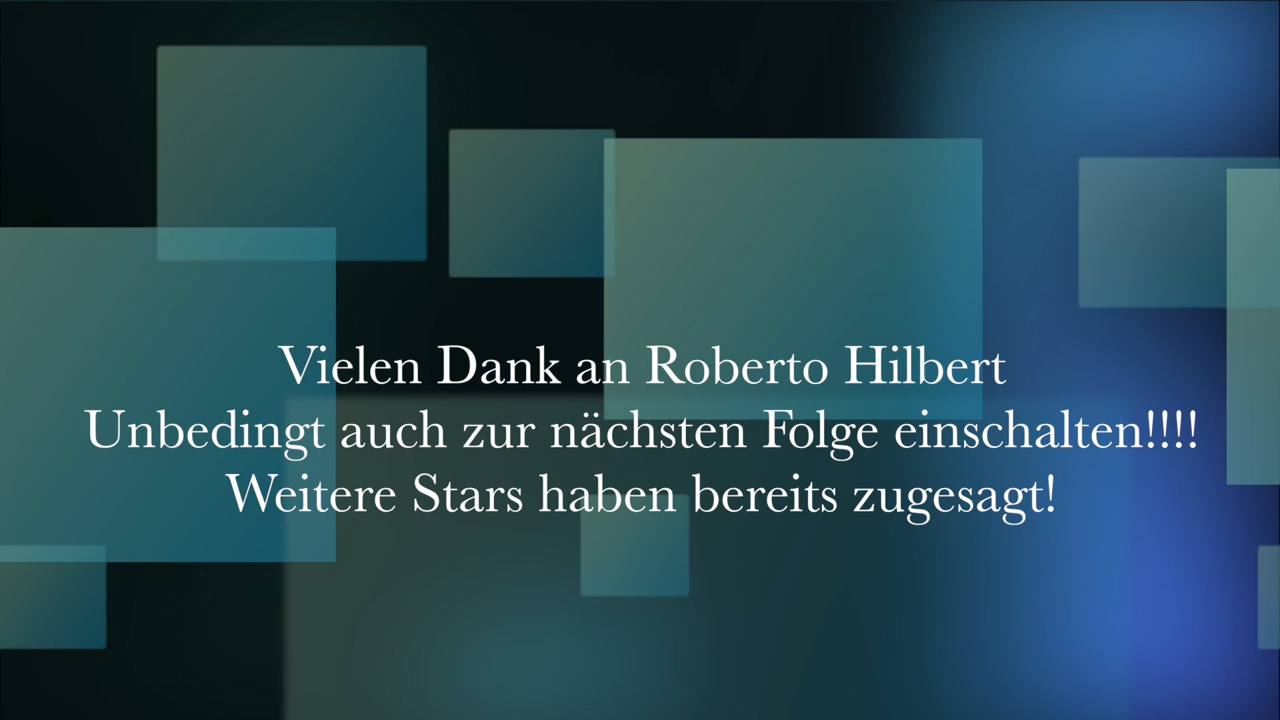 Vielen Dank an Roberto Hilbert
Unbedingt auch zur nächsten Folge einschalten!!!!
Weitere Stars haben bereits zugesagt!